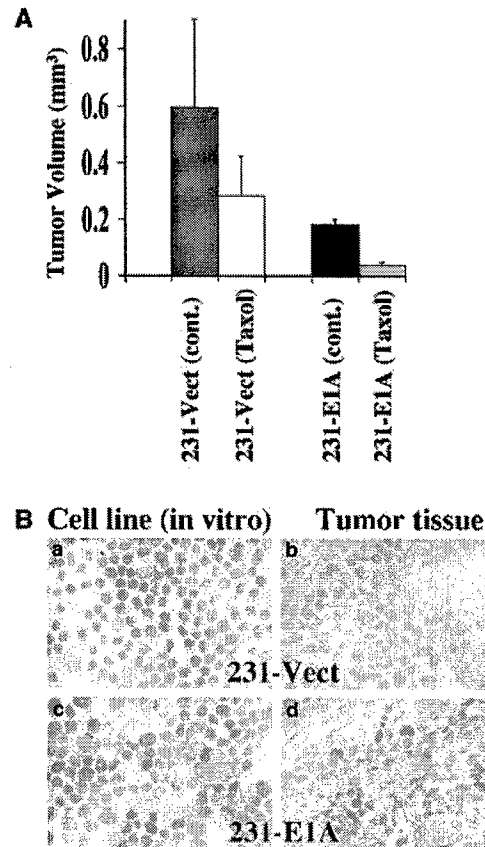 A
Tumor Volume (mm³)
0.8
0.6
0.4
0.2
0
231-Vect (cont.)
231-Vect (Taxol)
231-E1A (cont.)
231-E1A (Taxol)
B Cell line (in vitro) Tumor tissue
a b
231-Vect
c d
231-E1A